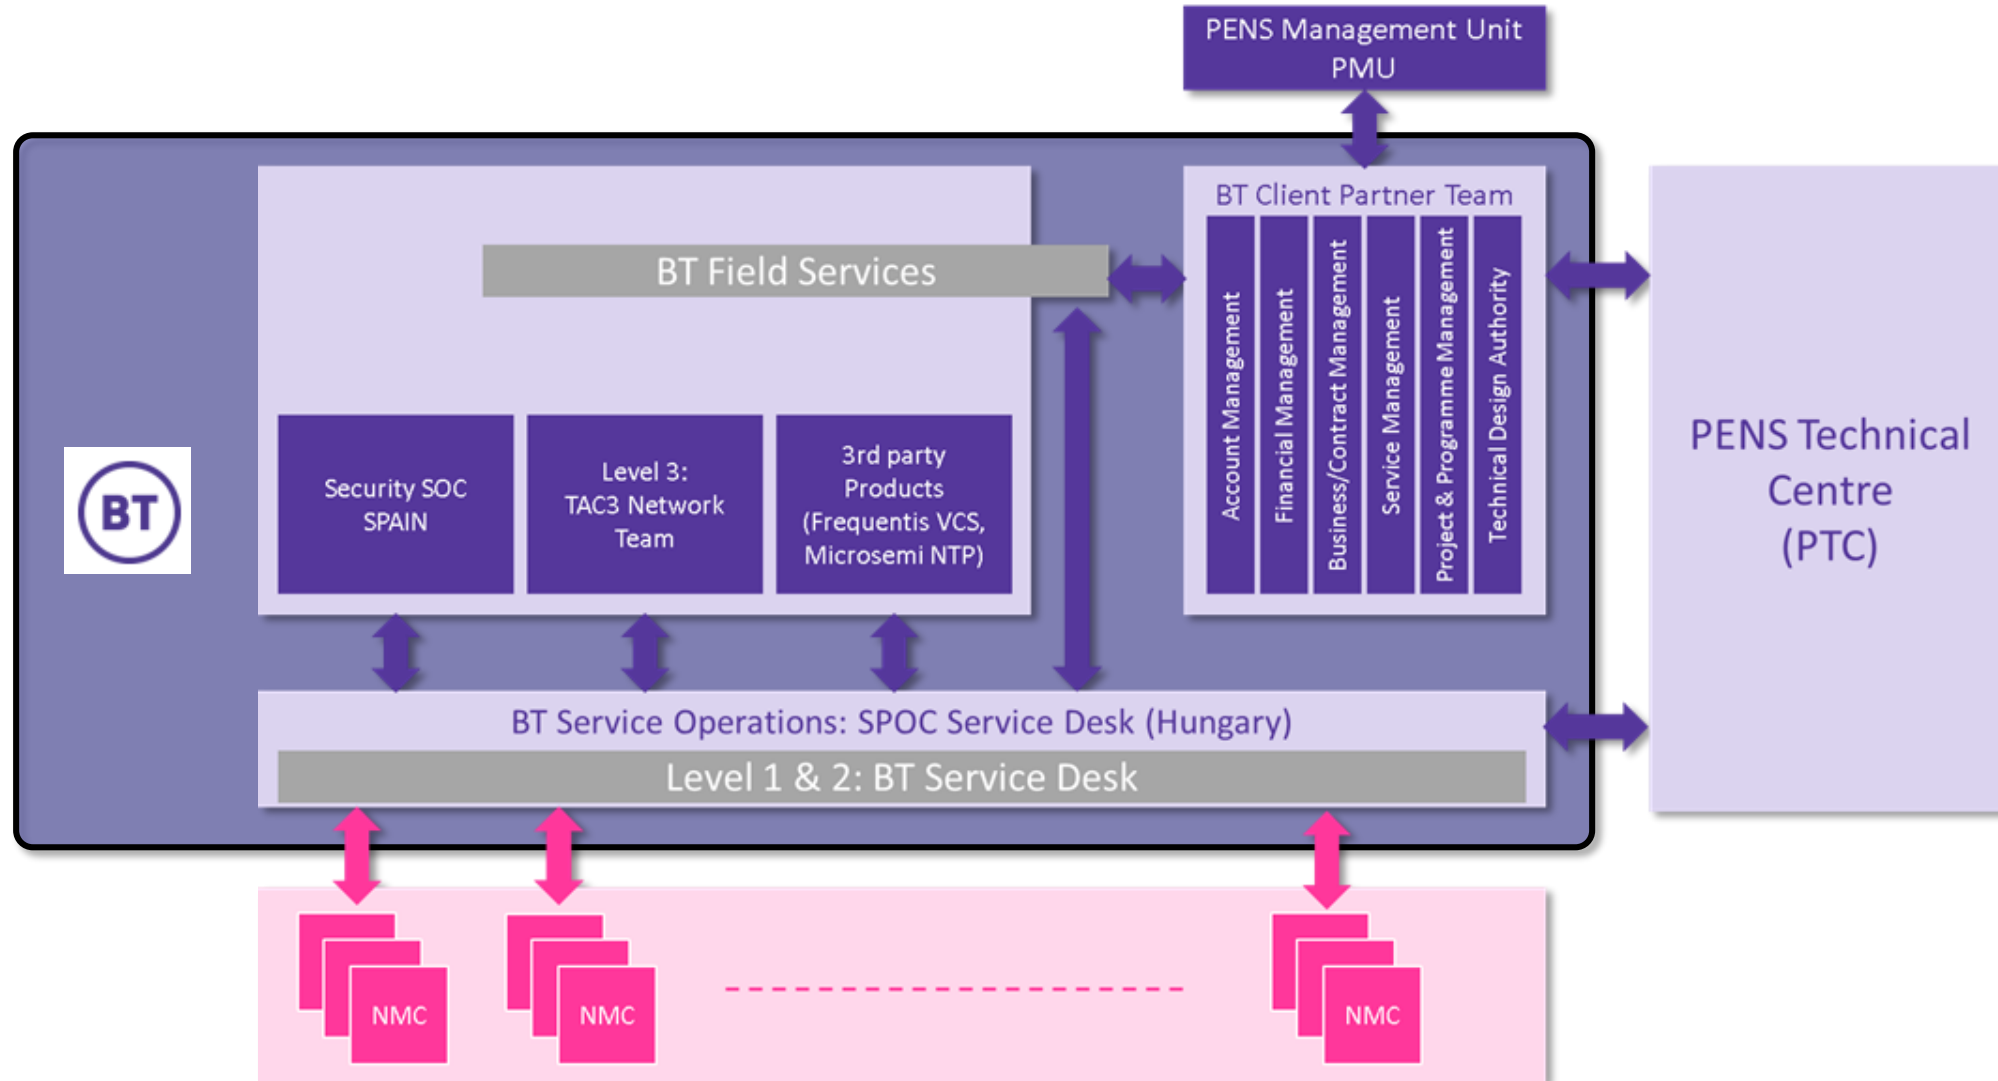 PENS Management Unit
PMU
BT Client Partner Team
BT Field Services
Account Management
Financial Management
Business/Contract Management
Service Management
Project & Programme Management
Technical Design Authority
PENS Technical
Centre
(PTC)
BT
Security SOC
SPAIN
Level 3:
TAC3 Network
Team
3rd party
Products
(Frequentis VCS,
Microsemi NTP)
BT Service Operations: SPOC Service Desk (Hungary)
Level 1 & 2: BT Service Desk
NMC
NMC
NMC